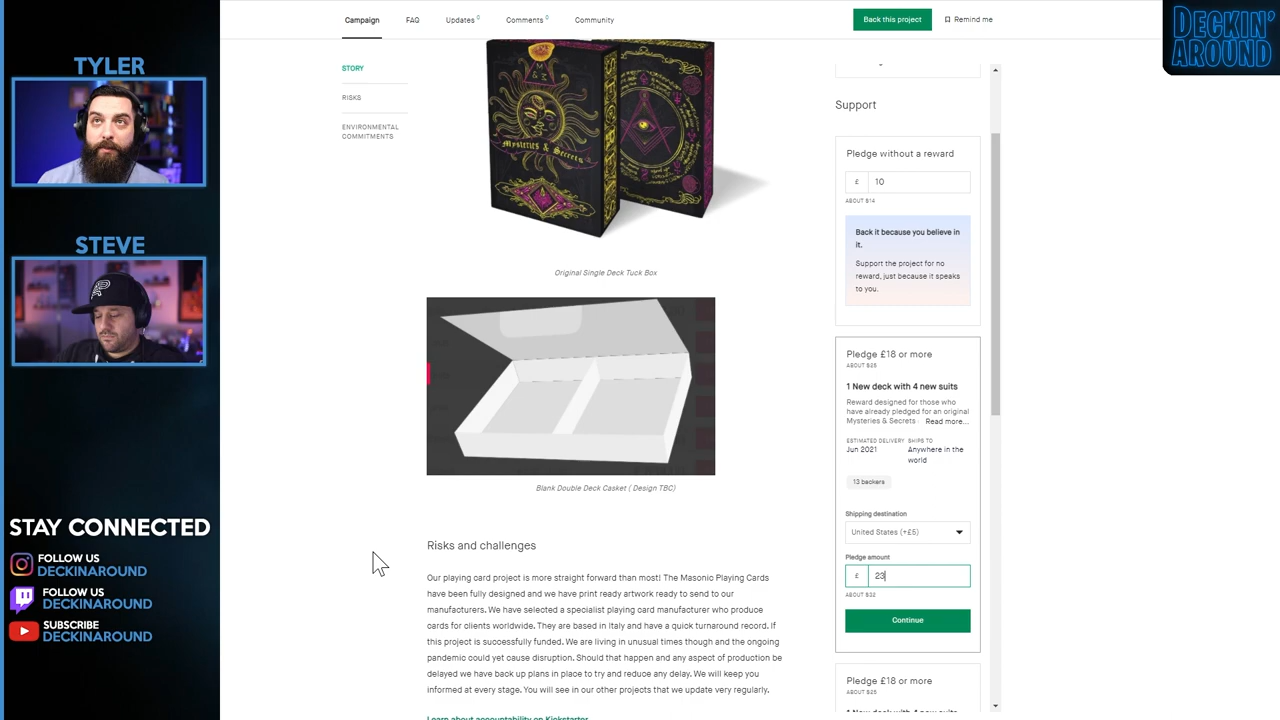 TYLER
STEVE
STAY CONNECTED
FOLLOW US
DECKINAROUND
FOLLOW US
DECKINAROUND
SUBSCRIBE
DECKINAROUND
Campaign
FAQ
Updates
Comments
Community
Back this project
Remind me
DECKIN'
AROUND
STORY
RISKS
ENVIRONMENTAL
COMMITMENTS
Mysteries & Secrets
Original Single Deck Tuck Box
Blank Double Deck Casket ( Design TBC)
Risks and challenges
Our playing card project is more straight forward than most! The Masonic Playing Cards
have been fully designed and we have print ready artwork ready to send to our
manufacturers. We have selected a specialist playing card manufacturer who produce
cards for clients worldwide. They are based in Italy and have a quick turnaround record. If
this project is successfully funded. We are living in unusual times though and the ongoing
pandemic could yet cause disruption. Should that happen and any aspect of production be
delayed we have back up plans in place to try and reduce any delay. We will keep you
informed at every stage. You will see in our other projects that we update very regularly.
Learn about accountability on Kickstarter
Support
Pledge without a reward
£ 10
ABOUT $14
Back it because you believe in
it.
Support the project for no
reward, just because it speaks
to you.
Pledge £18 or more
ABOUT $25
1 New deck with 4 new suits
Reward designed for those who
have already pledged for an original
Mysteries & Secrets Read more...
ESTIMATED DELIVERY
Jun 2021
SHIPS TO
Anywhere in the
world
13 backers
Shipping destination
United States (+£5)
Pledge amount
£ 23
ABOUT $32
Continue
Pledge £18 or more
ABOUT $25
1 New deck with 4 new suits